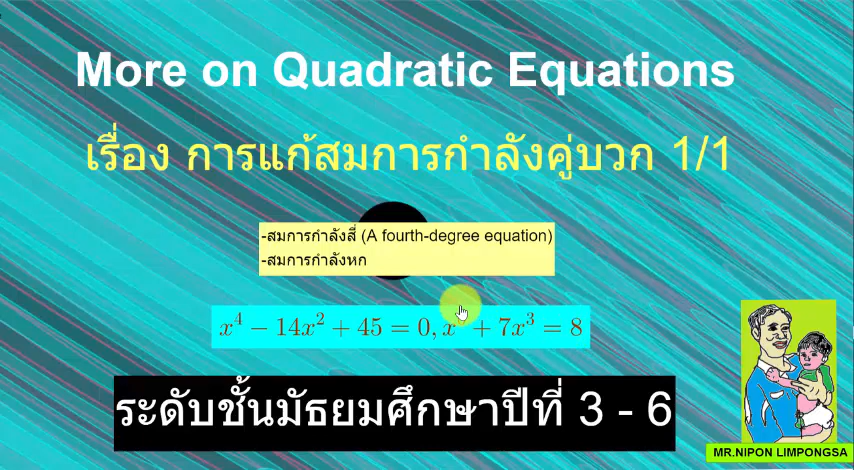 More on Quadratic Equations
เรื่อง การแก้สมการกำลังคู่บวก 1/1
-สมการกำลังสี่ (A fourth-degree equation)
-สมการกำลังหก
x⁴ − 14x² + 45 = 0, x + 7x³ = 8
ระดับชั้นมัธยมศึกษาปีที่ 3 - 6
MR.NIPON LIMPONGSA